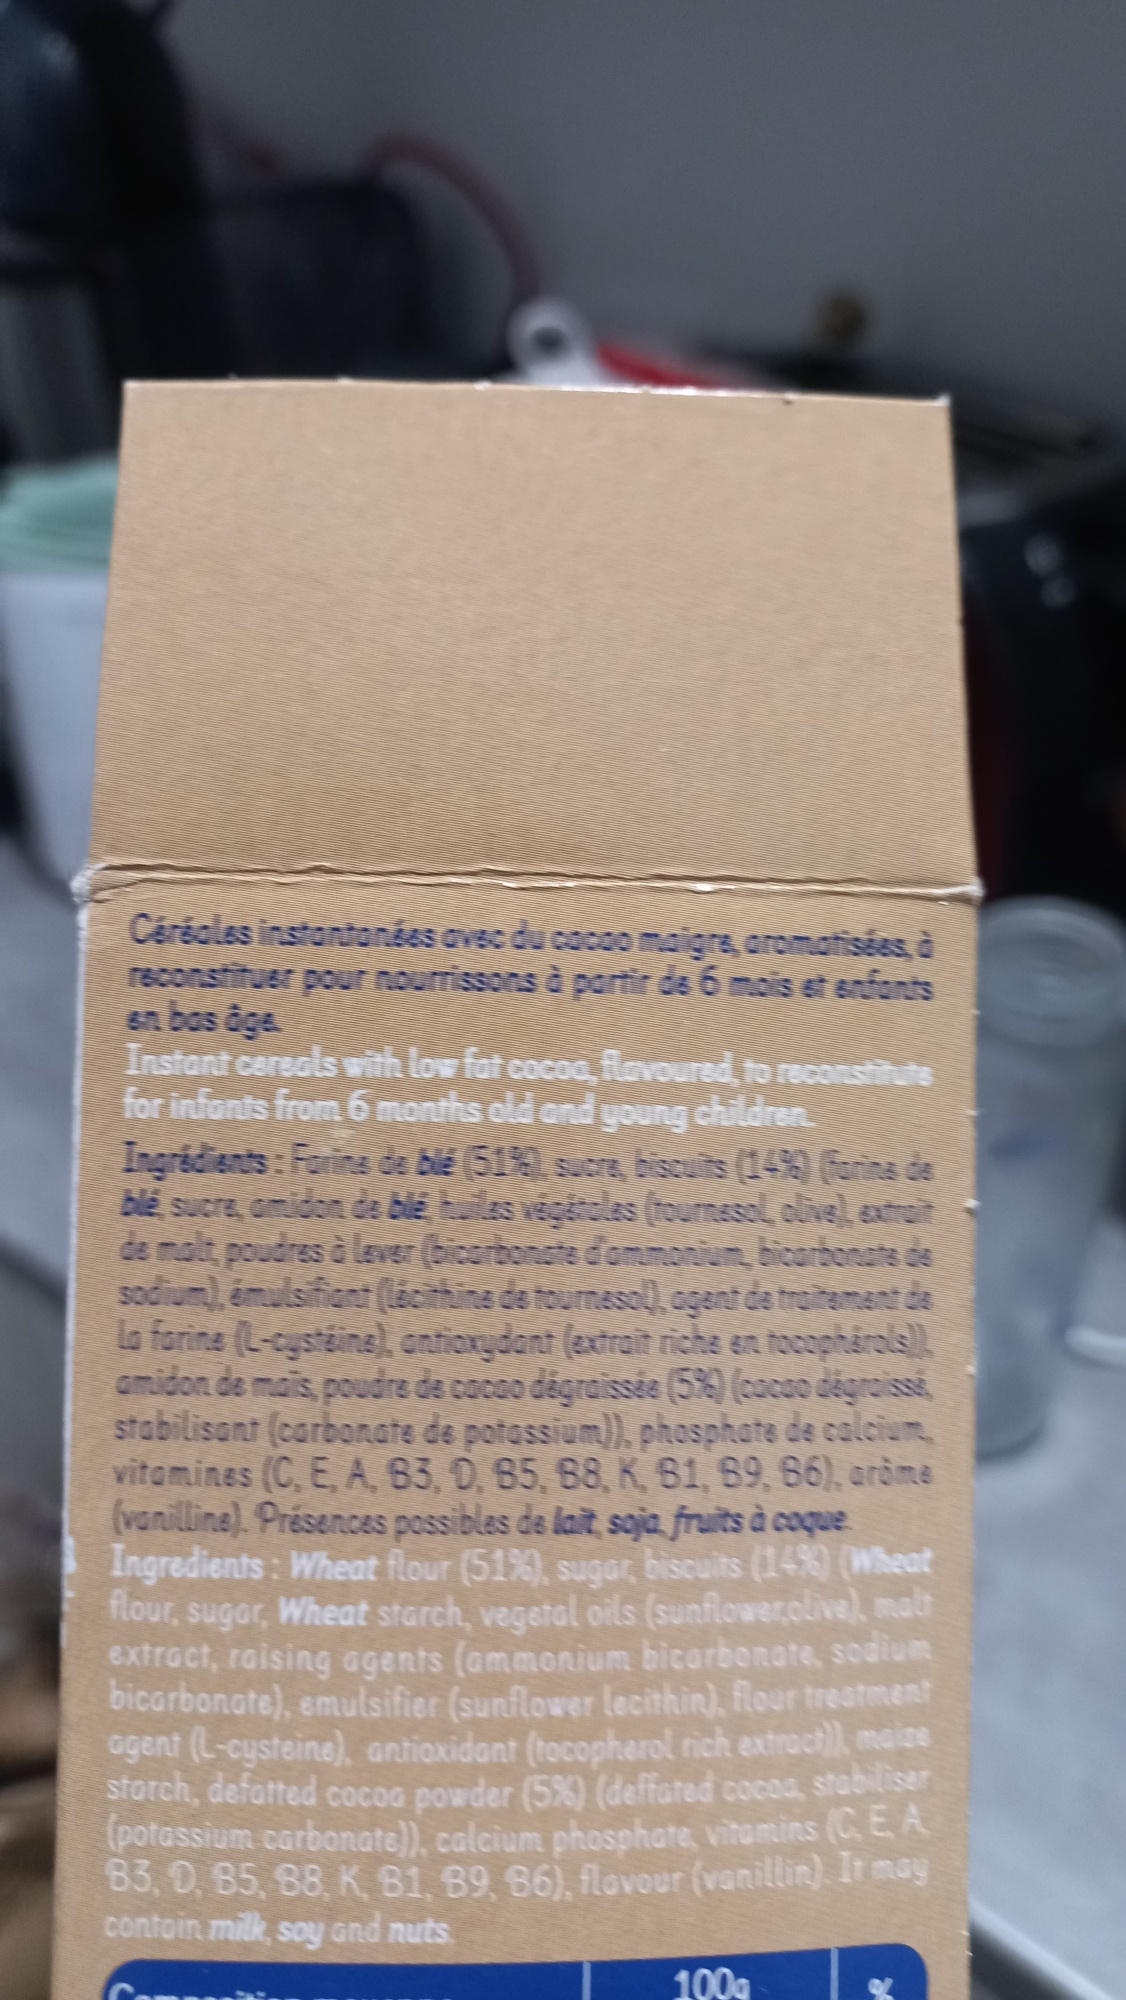 Céréales instantanées avec du cacao maigre, aromatisées, à
reconstituer pour nourrissons à partir de 6 mois et enfants
en bas âge.
Instant cereals with low fat cocoa, flavoured, to reconstitute
for infants from 6 months old and young children.
Ingrédients : Farine de blé (51%), sucre, biscuits (14%) (farine de
blé, sucre, amidon de blé, huiles végétales (tournesol, olive), extrait
de malt, poudres à lever (bicarbonate d'ammonium, bicarbonate de
sodium), émulsifiant (lécithine de tournesol), agent de traitement de
la farine (L-cystéine), antioxydant (extrait riche en tocophérols)),
amidon de maïs, poudre de cacao dégraissée (5%) (cacao dégraissé,
stabilisant (carbonate de potassium)), phosphate de calcium,
vitamines (C, E, A, B3, D, B5, B8, K, B1, B9, B6), arôme
(vanilline). Présences possibles de lait, soja, fruits à coque.
Ingredients : Wheat flour (51%), sugar, biscuits (14%) (Wheat
flour, sugar, Wheat starch, vegetal oils (sunflower,olive), malt
extract, raising agents (ammonium bicarbonate, sodium
bicarbonate), emulsifier (sunflower lecithin), flour treatment
agent (L-cysteine), antioxidant (tocopherol rich extract)), maize
starch, defatted cocoa powder (5%) (deffated cocoa, stabiliser
(potassium carbonate)), calcium phosphate, vitamins (C, E, A,
B3, D, B5, B8, K, B1, B9, B6), flavour (vanillin). It may
contain milk, soy and nuts.
100g %